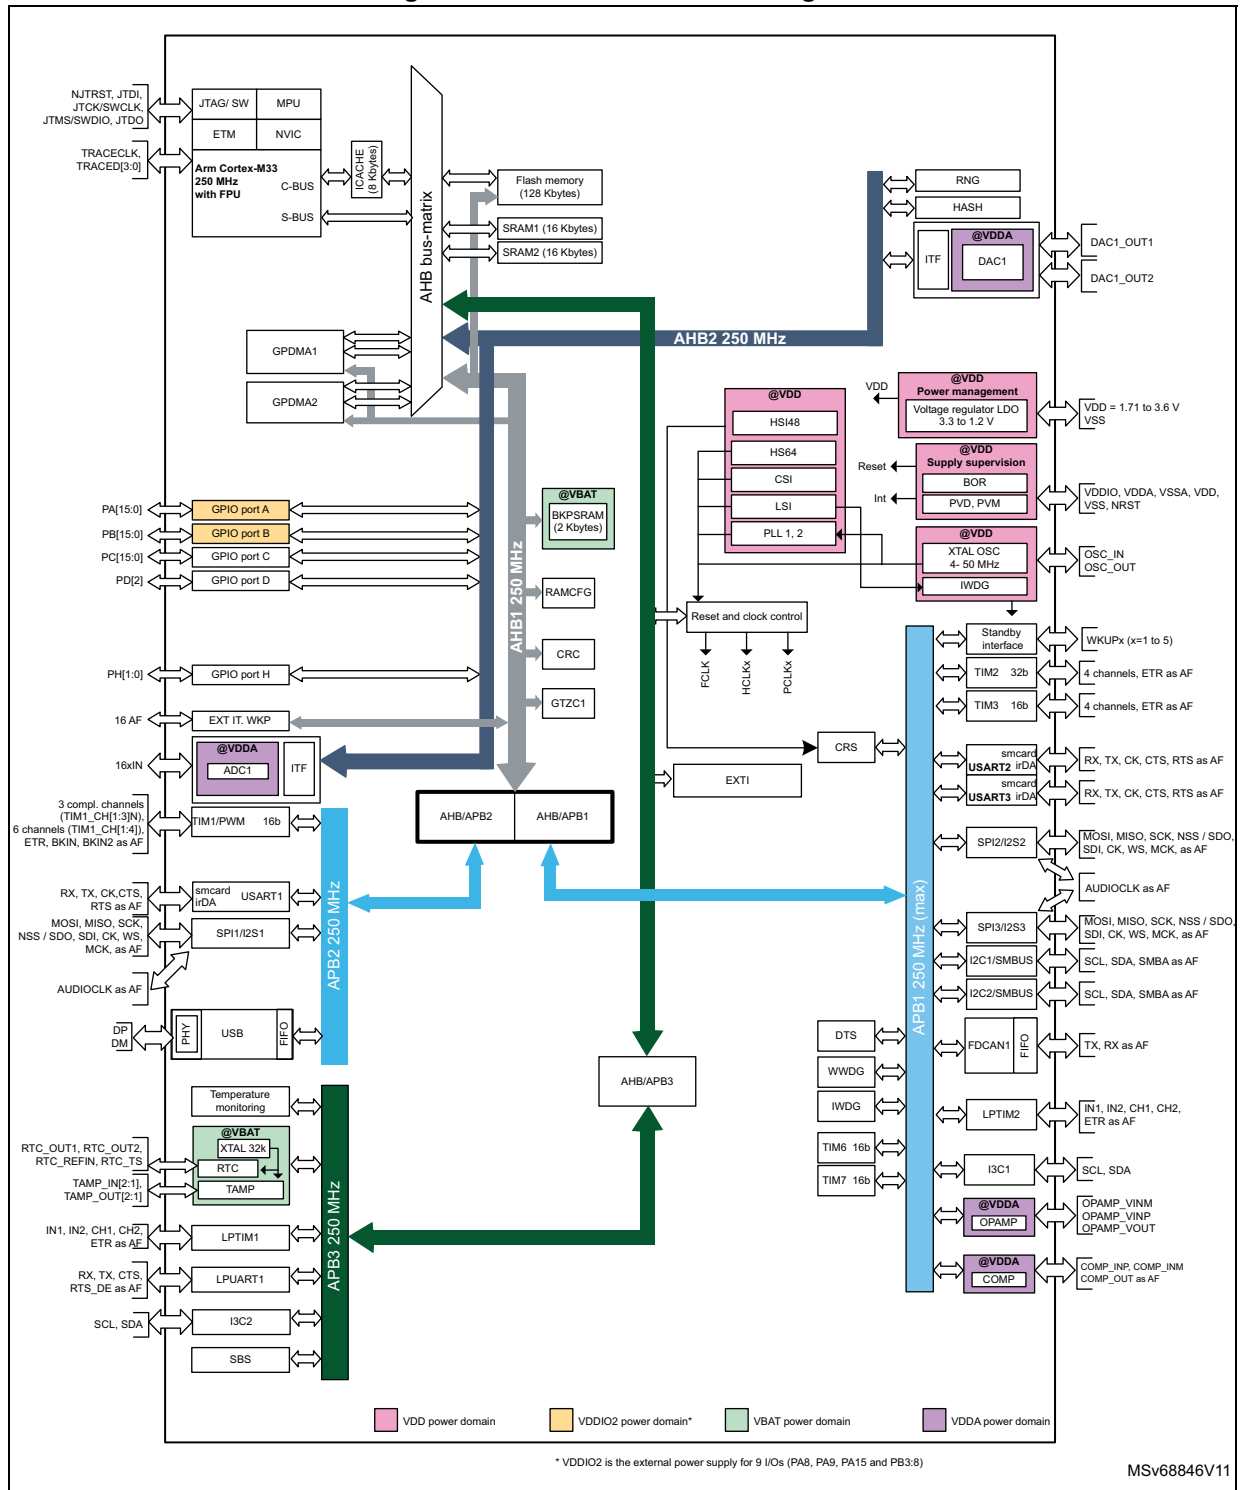 NJTRST, JTDI,
JTCK/SWCLK,
JTMS/SWDIO, JTDO
TRACECLK,
TRACED[3:0]
JTAG/ SW
MPU
ETM
NVIC
Arm Cortex-M33
250 MHz
with FPU
C-BUS
S-BUS
ICACHE
(8 Kbytes)
AHB bus-matrix
Flash memory
(128 Kbytes)
SRAM1 (16 Kbytes)
SRAM2 (16 Kbytes)
RNG
HASH
@VDDA
ITF
DAC1
DAC1_OUT1
DAC1_OUT2
GPDMA1
GPDMA2
AHB2 250 MHz
@VDD
HSI48
HS64
CSI
LSI
PLL 1, 2
VDD
@VDD
Power management
Voltage regulator LDO
3.3 to 1.2 V
VDD = 1.71 to 3.6 V
VSS
@VDD
Supply supervision
BOR
PVD, PVM
Reset
Int
VDDIO, VDDA, VSSA, VDD,
VSS, NRST
@VDD
XTAL OSC
4- 50 MHz
IWDG
OSC_IN
OSC_OUT
PA[15:0]
GPIO port A
PB[15:0]
GPIO port B
PC[15:0]
GPIO port C
PD[2]
GPIO port D
PH[1:0]
GPIO port H
16 AF
EXT IT. WKP
16xIN
@VDDA
ADC1
ITF
AHB1 250 MHz
@VBAT
BKPSRAM
(2 Kbytes)
RAMCFG
CRC
GTZC1
Reset and clock control
FCLK
HCLKx
PCLKx
CRS
EXTI
AHB/APB2
AHB/APB1
3 compl. channels
(TIM1_CH[1:3]N),
6 channels (TIM1_CH[1:4]),
ETR, BKIN, BKIN2 as AF
TIM1/PWM 16b
RX, TX, CK,CTS,
RTS as AF
smcard
irDA
USART1
MOSI, MISO, SCK,
NSS / SDO, SDI, CK, WS,
MCK, as AF
SPI1/I2S1
AUDIOCLK as AF
DP
DM
PHY
USB
FIFO
APB2 250 MHz
Standby
interface
WKUPx (x=1 to 5)
TIM2 32b
4 channels, ETR as AF
TIM3 16b
4 channels, ETR as AF
smcard
USART2 irDA
RX, TX, CK, CTS, RTS as AF
smcard
USART3 irDA
RX, TX, CK, CTS, RTS as AF
SPI2/I2S2
MOSI, MISO, SCK, NSS / SDO,
SDI, CK, WS, MCK, as AF
AUDIOCLK as AF
SPI3/I2S3
MOSI, MISO, SCK, NSS / SDO,
SDI, CK, WS, MCK, as AF
I2C1/SMBUS
SCL, SDA, SMBA as AF
I2C2/SMBUS
SCL, SDA, SMBA as AF
FDCAN1
FIFO
TX, RX as AF
LPTIM2
IN1, IN2, CH1, CH2,
ETR as AF
I3C1
SCL, SDA
@VDDA
OPAMP
OPAMP_VINM
OPAMP_VINP
OPAMP_VOUT
@VDDA
COMP
COMP_INP, COMP_INM
COMP_OUT as AF
APB1 250 MHz (max)
DTS
WWDG
IWDG
TIM6 16b
TIM7 16b
AHB/APB3
Temperature
monitoring
@VBAT
XTAL 32k
RTC
TAMP
RTC_OUT1, RTC_OUT2,
RTC_REFIN, RTC_TS
TAMP_IN[2:1],
TAMP_OUT[2:1]
IN1, IN2, CH1, CH2,
ETR as AF
LPTIM1
RX, TX, CTS,
RTS_DE as AF
LPUART1
SCL, SDA
I3C2
SBS
APB3 250 MHz
VDD power domain
VDDIO2 power domain*
VBAT power domain
VDDA power domain
* VDDIO2 is the external power supply for 9 I/Os (PA8, PA9, PA15 and PB3:8)
MSv68846V11